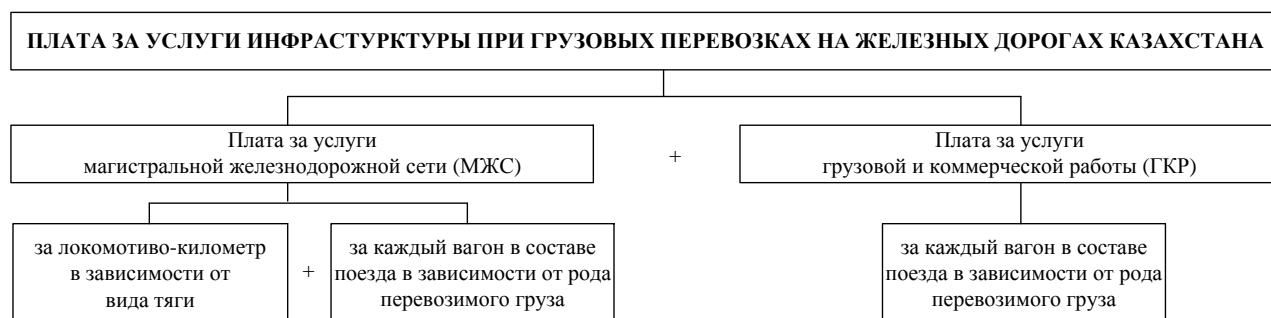 ПЛАТА ЗА УСЛУГИ ИНФРАСТУРКТУРЫ ПРИ ГРУЗОВЫХ ПЕРЕВОЗКАХ НА ЖЕЛЕЗНЫХ ДОРОГАХ КАЗАХСТАНА
Плата за услуги
магистральной железнодорожной сети (МЖС)
+
Плата за услуги
грузовой и коммерческой работы (ГКР)
за локомотиво-километр
в зависимости от
вида тяги
+
за каждый вагон в составе
поезда в зависимости от рода
перевозимого груза
за каждый вагон в составе
поезда в зависимости от рода
перевозимого груза